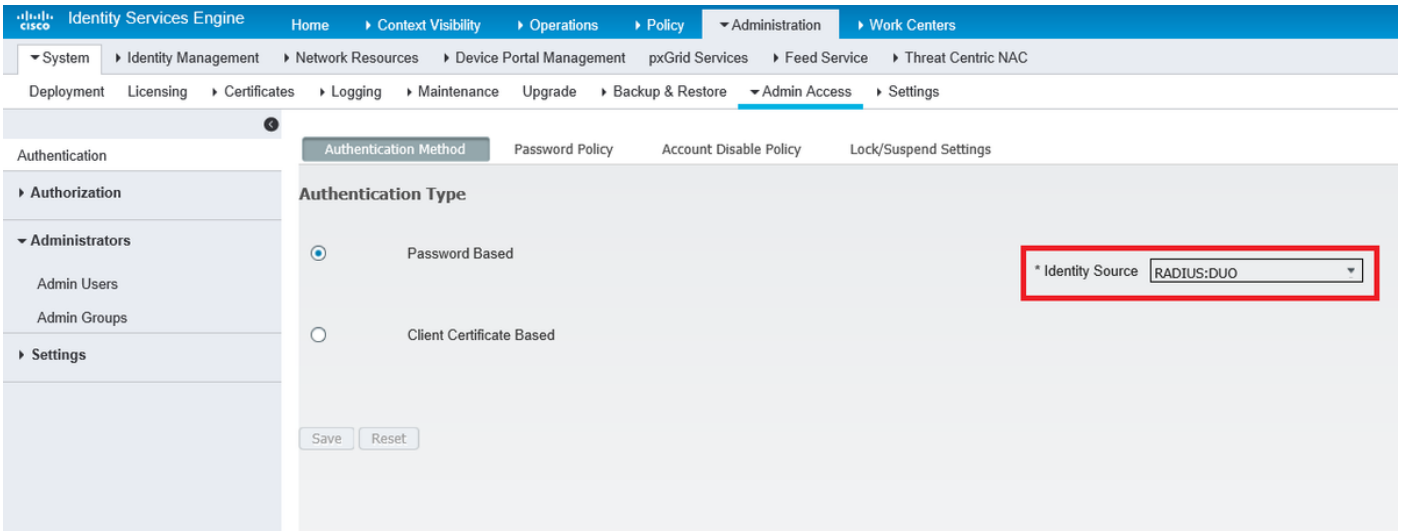 cisco Identity Services Engine Home Context Visibility Operations Policy Administration Work Centers
System Identity Management Network Resources Device Portal Management pxGrid Services Feed Service Threat Centric NAC
Deployment Licensing Certificates Logging Maintenance Upgrade Backup & Restore Admin Access Settings
Authentication
Authorization
Administrators
Admin Users
Admin Groups
Settings
Authentication Method Password Policy Account Disable Policy Lock/Suspend Settings
Authentication Type
Password Based
* Identity Source RADIUS:DUO
Client Certificate Based
Save Reset